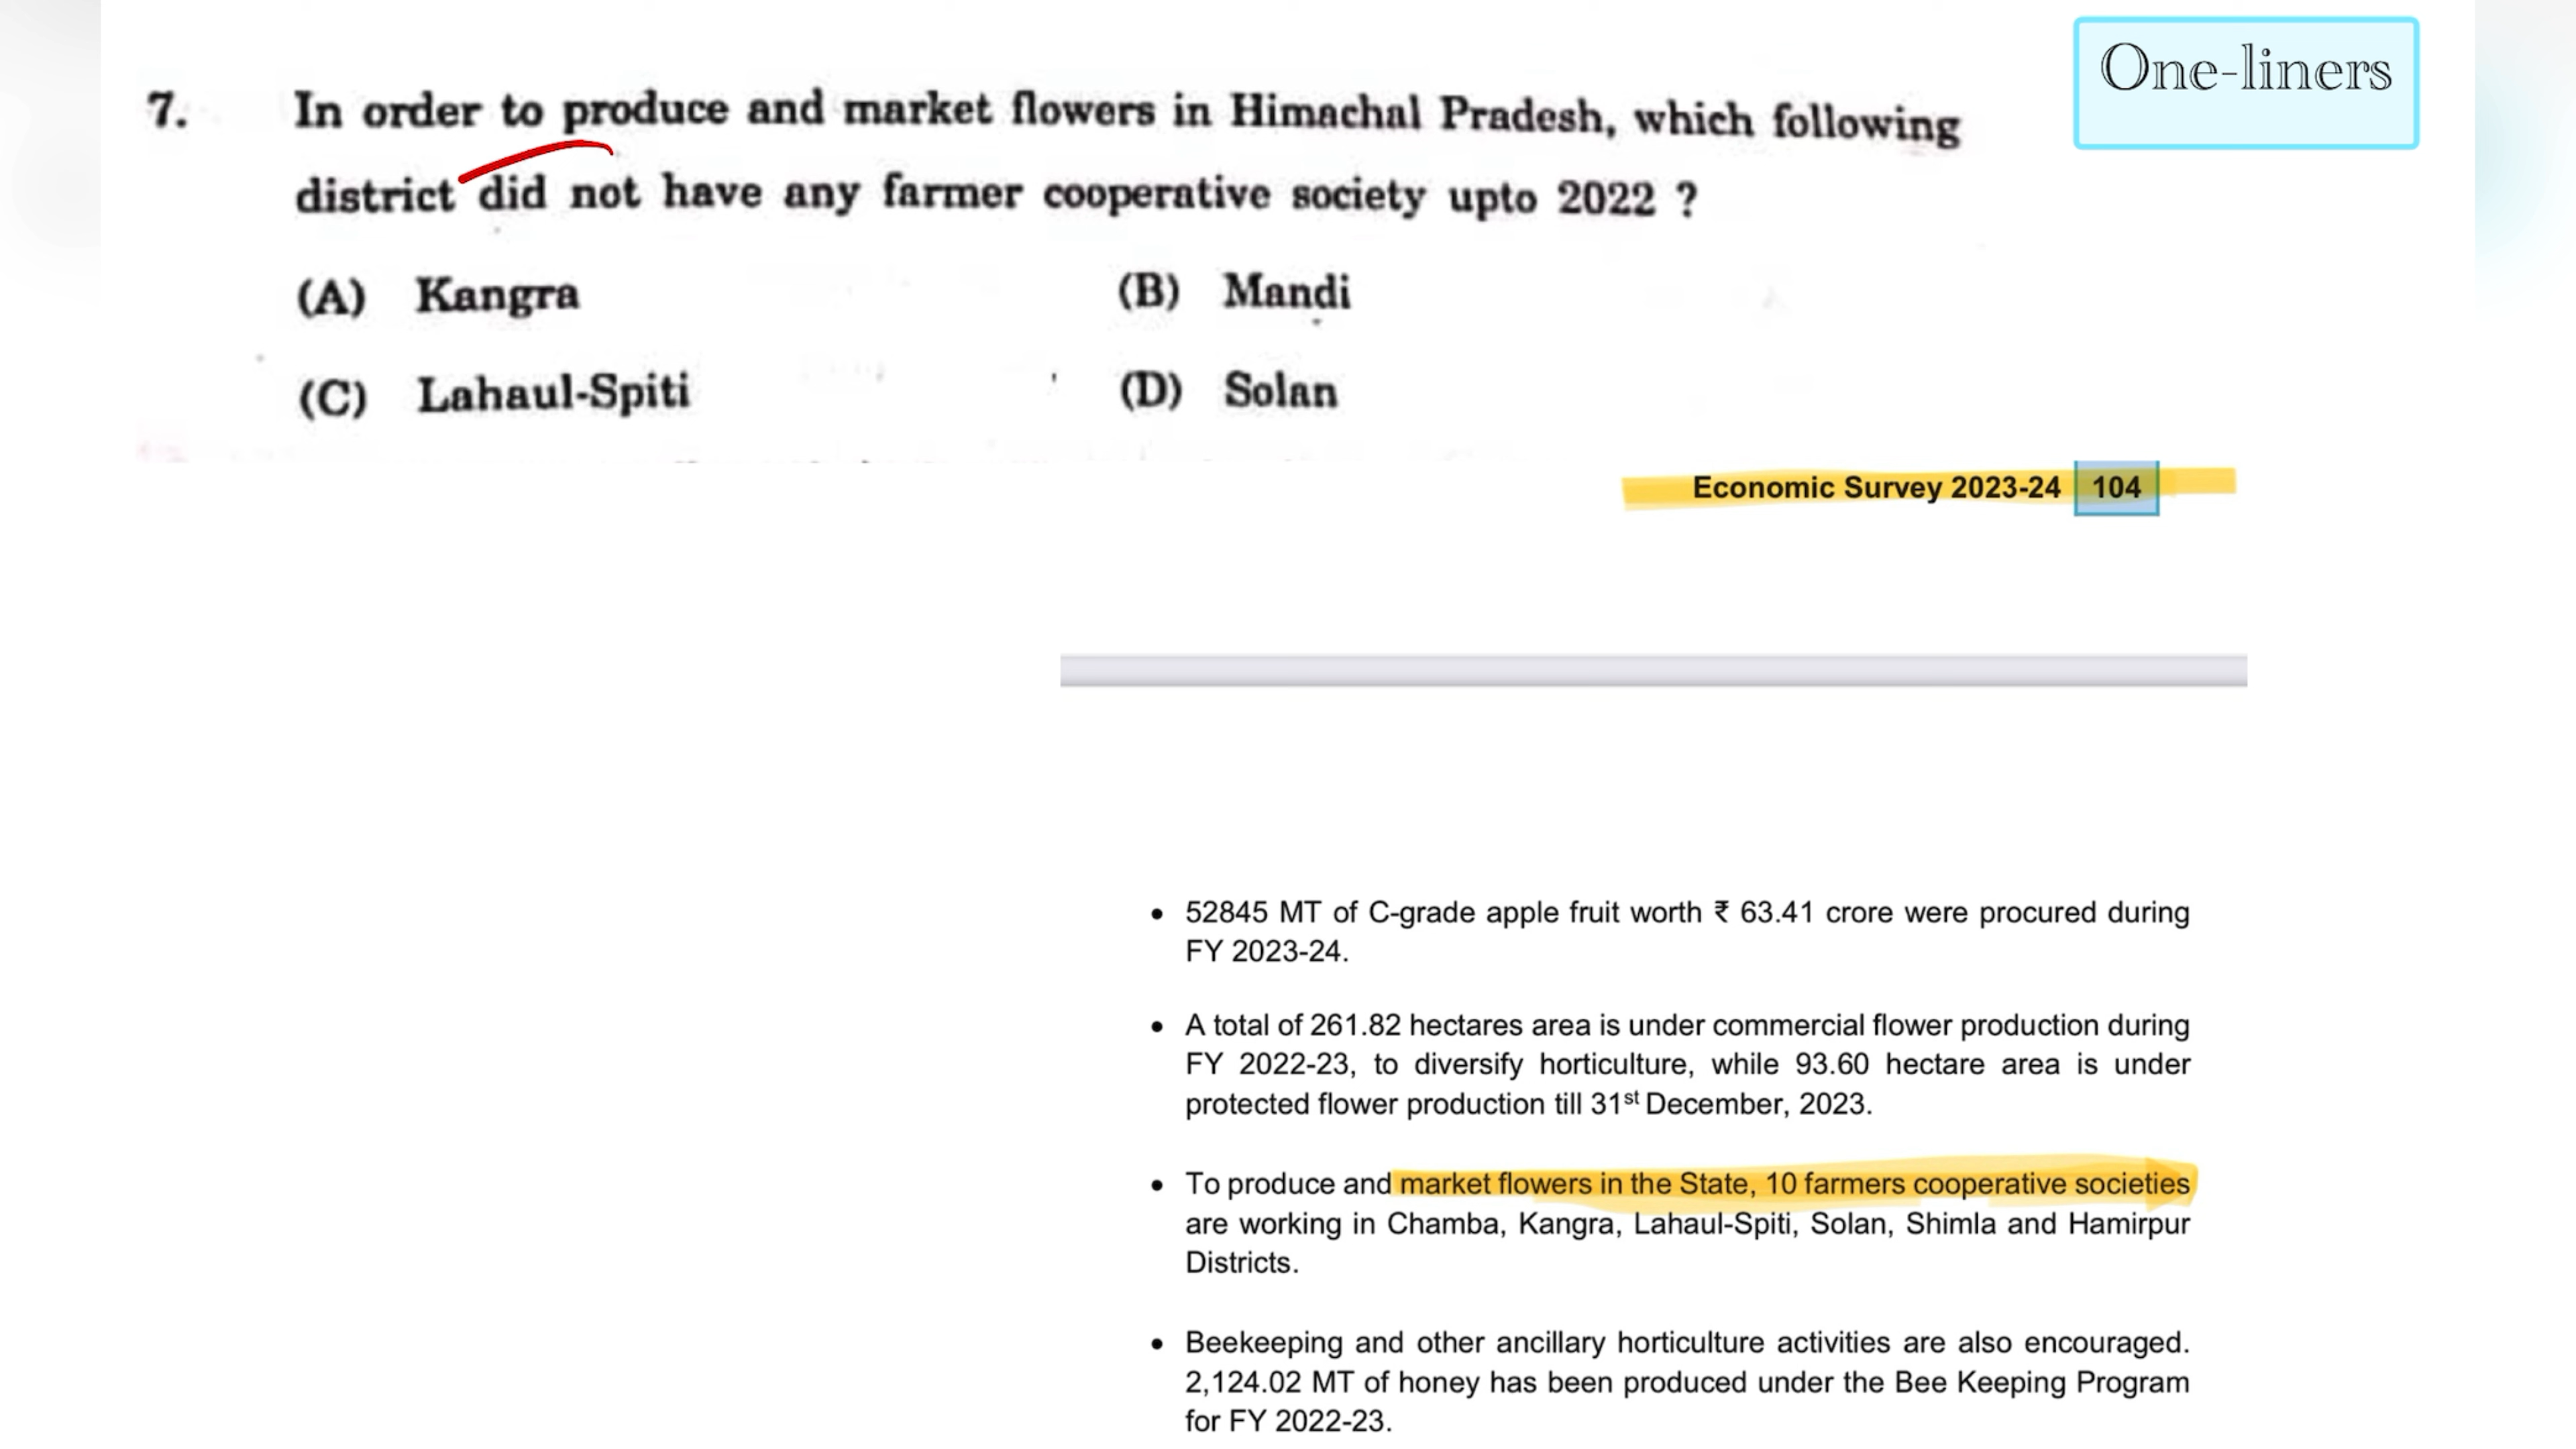 One-liners
7. In order to produce and market flowers in Himachal Pradesh, which following
district did not have any farmer cooperative society upto 2022 ?
(A) Kangra (B) Mandi
(C) Lahaul-Spiti (D) Solan
Economic Survey 2023-24 104
• 52845 MT of C-grade apple fruit worth ₹ 63.41 crore were procured during
FY 2023-24.
• A total of 261.82 hectares area is under commercial flower production during
FY 2022-23, to diversify horticulture, while 93.60 hectare area is under
protected flower production till 31st December, 2023.
• To produce and market flowers in the State, 10 farmers cooperative societies
are working in Chamba, Kangra, Lahaul-Spiti, Solan, Shimla and Hamirpur
Districts.
• Beekeeping and other ancillary horticulture activities are also encouraged.
2,124.02 MT of honey has been produced under the Bee Keeping Program
for FY 2022-23.